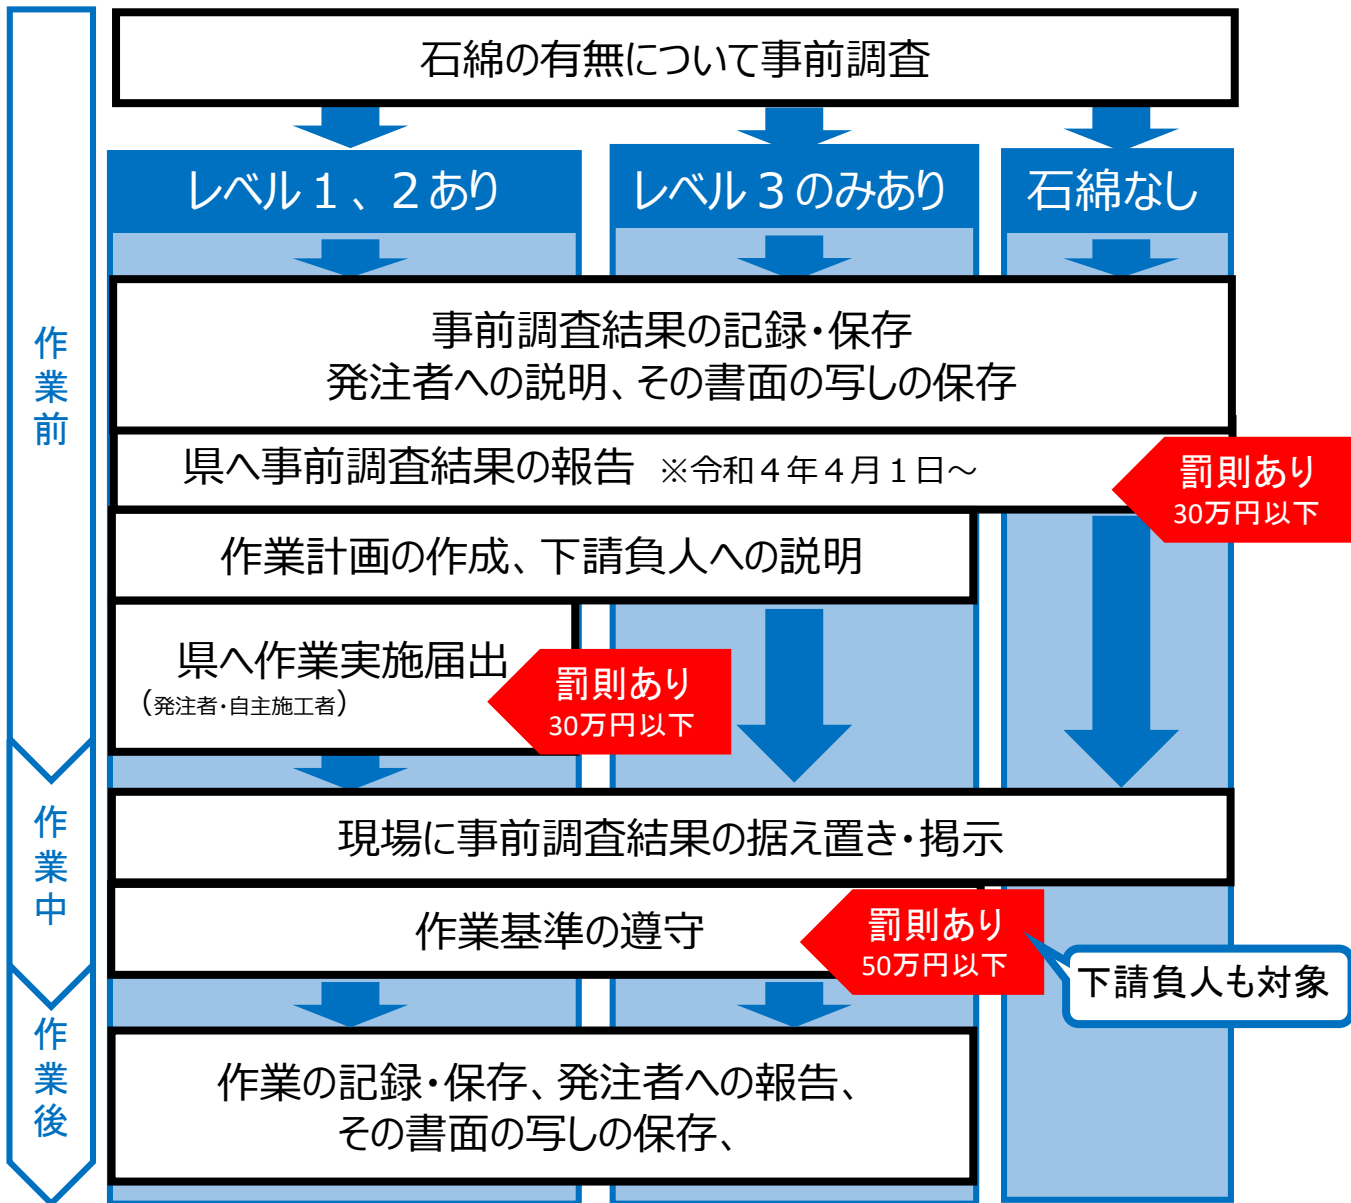 石綿の有無について事前調査
レベル１、２あり
レベル３のみあり
石綿なし
作業前
事前調査結果の記録・保存
発注者への説明、その書面の写しの保存
県へ事前調査結果の報告 ※令和４年４月１日～
罰則あり
30万円以下
作業計画の作成、下請負人への説明
県へ作業実施届出
（発注者・自主施工者）
罰則あり
30万円以下
作業中
現場に事前調査結果の据え置き・掲示
作業基準の遵守
罰則あり
50万円以下
下請負人も対象
作業後
作業の記録・保存、発注者への報告、
その書面の写しの保存、